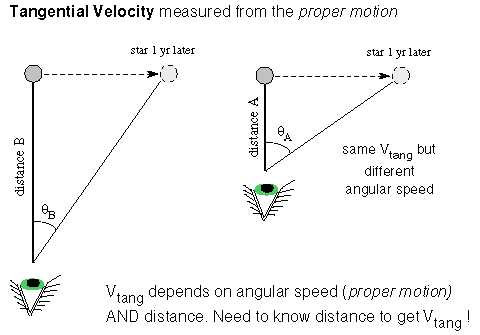 Tangential Velocity measured from the proper motion
star 1 yr later
star 1 yr later
distance B
distance A
θA
θB
same Vtang but
different
angular speed
Vtang depends on angular speed (proper motion)
AND distance. Need to know distance to get Vtang !